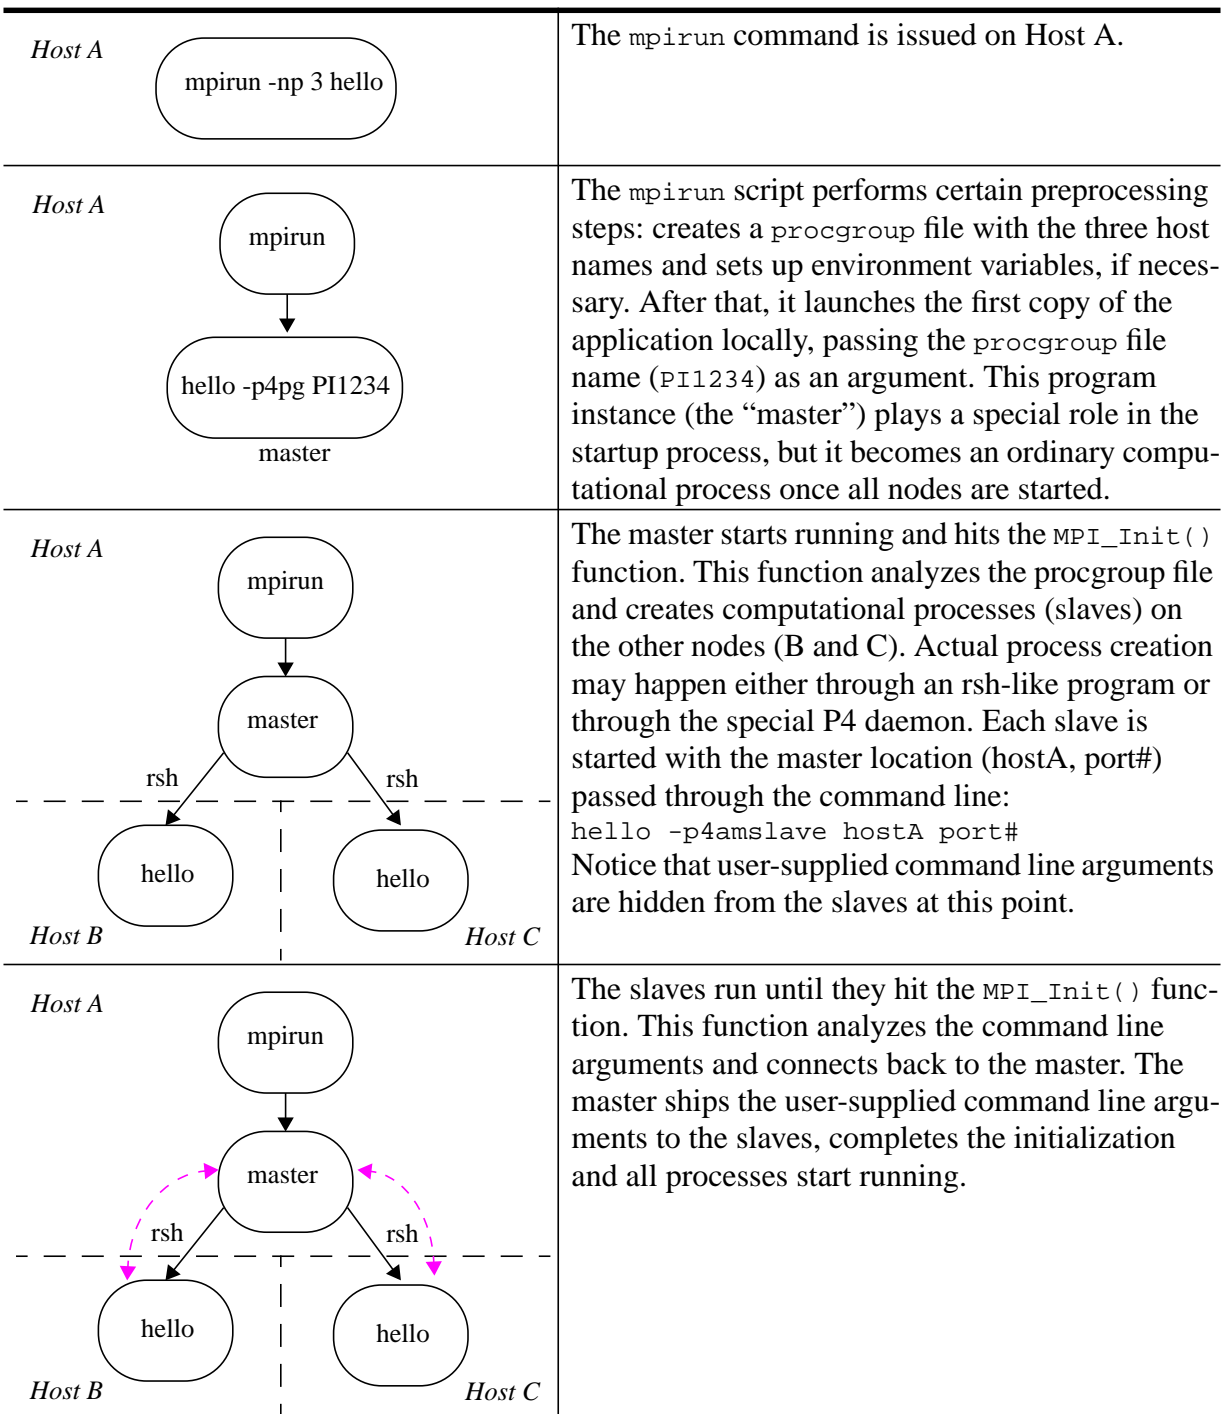 Host A
mpirun -np 3 hello
The mpirun command is issued on Host A.
Host A
mpirun
hello -p4pg PI1234
master
The mpirun script performs certain preprocessing
steps: creates a procgroup file with the three host
names and sets up environment variables, if neces-
sary. After that, it launches the first copy of the
application locally, passing the procgroup file
name (PI1234) as an argument. This program
instance (the “master”) plays a special role in the
startup process, but it becomes an ordinary compu-
tational process once all nodes are started.
Host A
mpirun
master
rsh
rsh
hello
hello
Host B
Host C
The master starts running and hits the MPI_Init()
function. This function analyzes the procgroup file
and creates computational processes (slaves) on
the other nodes (B and C). Actual process creation
may happen either through an rsh-like program or
through the special P4 daemon. Each slave is
started with the master location (hostA, port#)
passed through the command line:
hello -p4amslave hostA port#
Notice that user-supplied command line arguments
are hidden from the slaves at this point.
Host A
mpirun
master
rsh
rsh
hello
hello
Host B
Host C
The slaves run until they hit the MPI_Init() func-
tion. This function analyzes the command line
arguments and connects back to the master. The
master ships the user-supplied command line argu-
ments to the slaves, completes the initialization
and all processes start running.